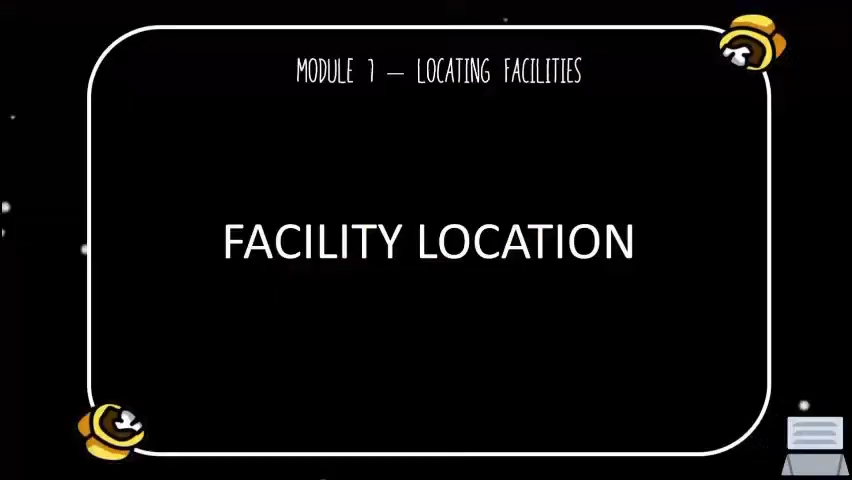 MODULE 1 – LOCATING FACILITIES
FACILITY LOCATION